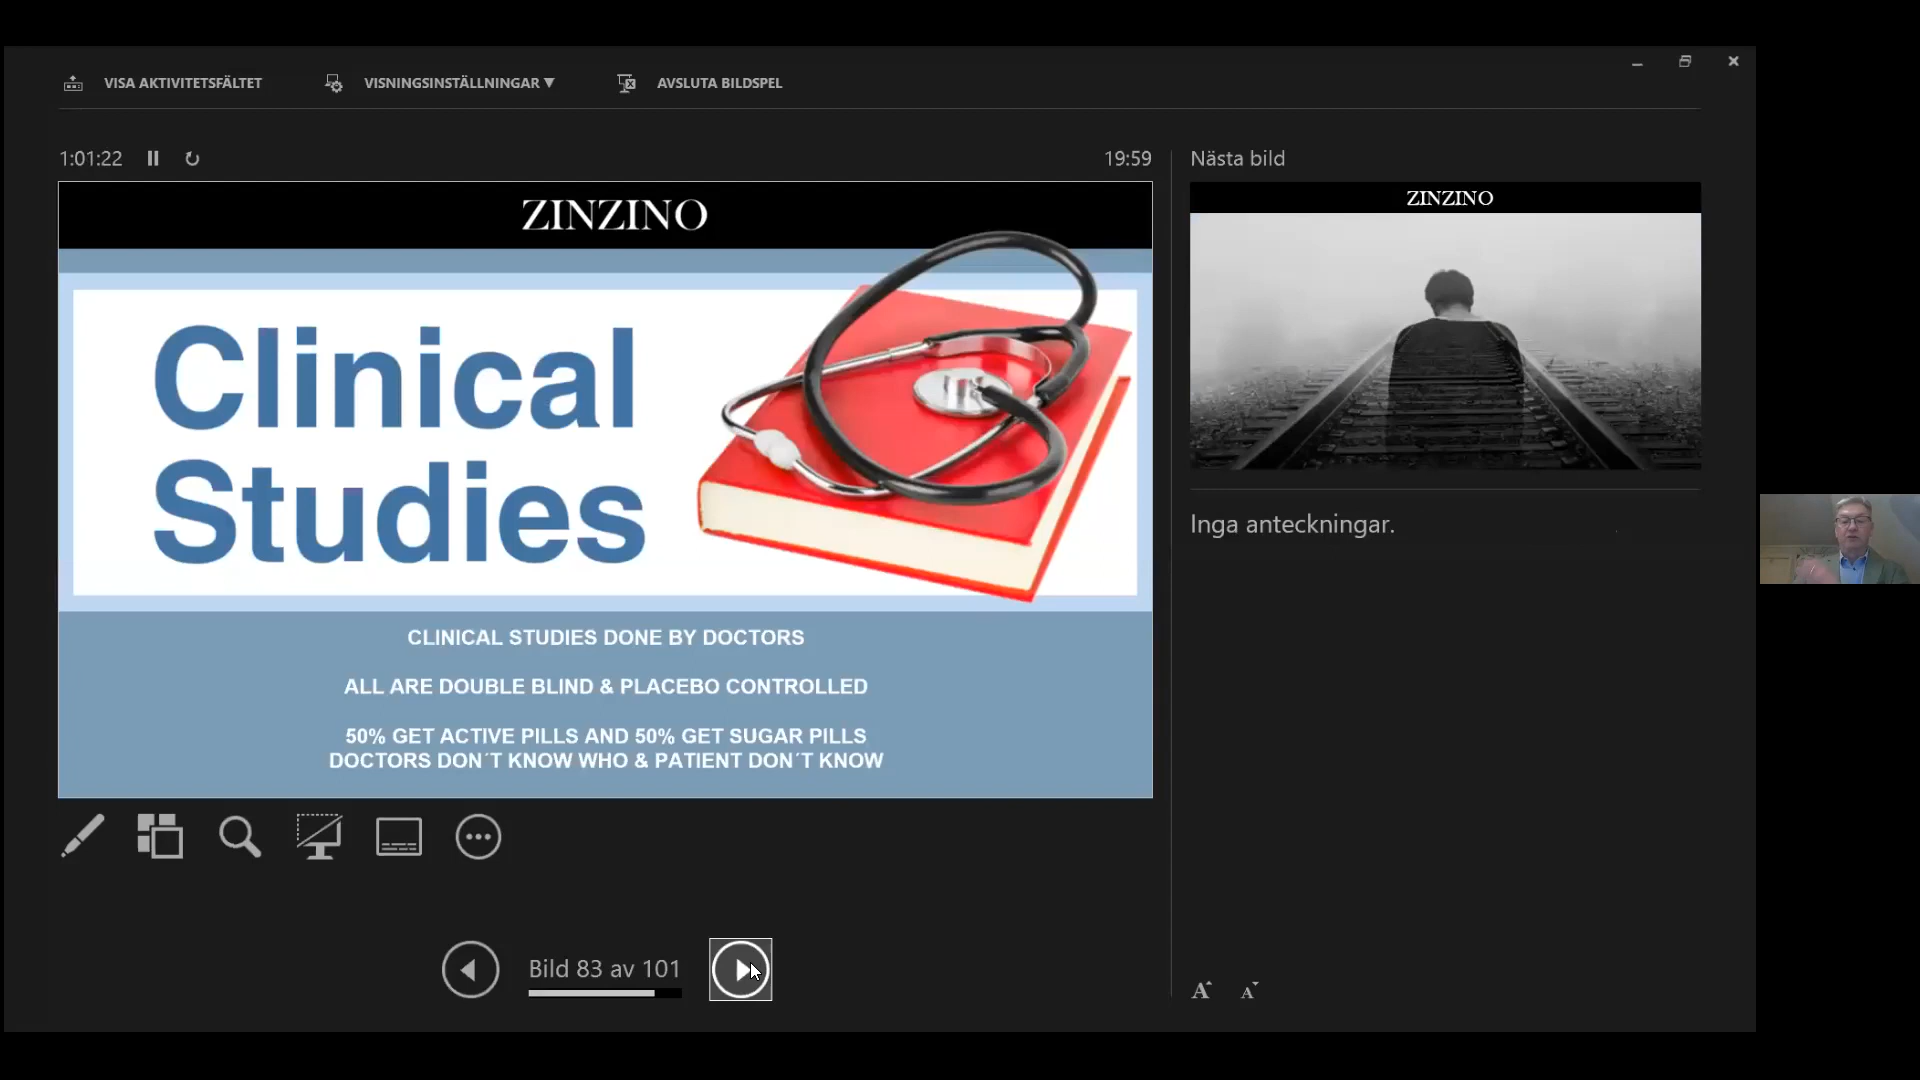 VISA AKTIVITETSFÄLTET
VISNINGSINSTÄLLNINGAR ▼
AVSLUTA BILDSPEL
1:01:22
19:59
Nästa bild
ZINZINO
Clinical
Studies
CLINICAL STUDIES DONE BY DOCTORS
ALL ARE DOUBLE BLIND & PLACEBO CONTROLLED
50% GET ACTIVE PILLS AND 50% GET SUGAR PILLS
DOCTORS DON´T KNOW WHO & PATIENT DON´T KNOW
ZINZINO
Inga anteckningar.
Bild 83 av 101
A A